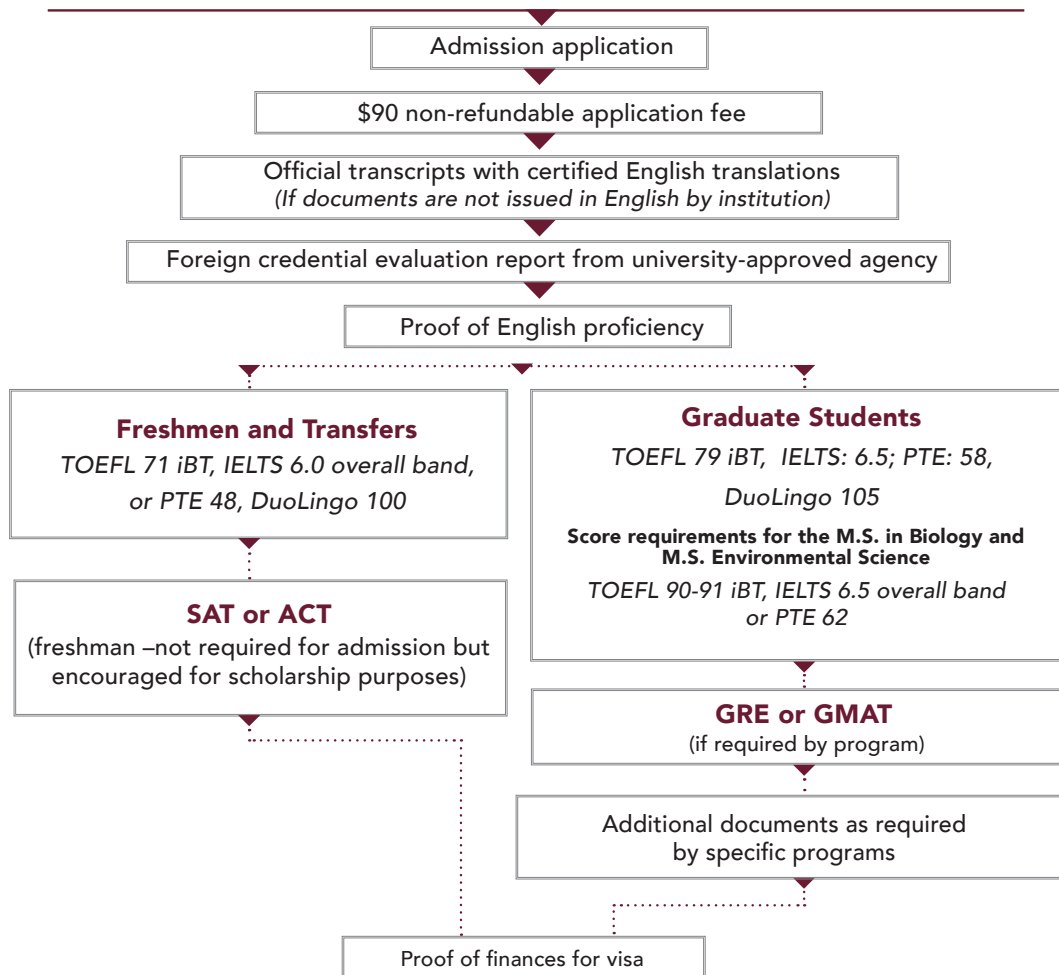 Admission application
$90 non-refundable application fee
Official transcripts with certified English translations
(If documents are not issued in English by institution)
Foreign credential evaluation report from university-approved agency
Proof of English proficiency
Freshmen and Transfers
TOEFL 71 iBT, IELTS 6.0 overall band,
or PTE 48, DuoLingo 100
SAT or ACT
(freshman –not required for admission but
encouraged for scholarship purposes)
Graduate Students
TOEFL 79 iBT, IELTS: 6.5; PTE: 58,
DuoLingo 105
Score requirements for the M.S. in Biology and
M.S. Environmental Science
TOEFL 90-91 iBT, IELTS 6.5 overall band
or PTE 62
GRE or GMAT
(if required by program)
Additional documents as required
by specific programs
Proof of finances for visa